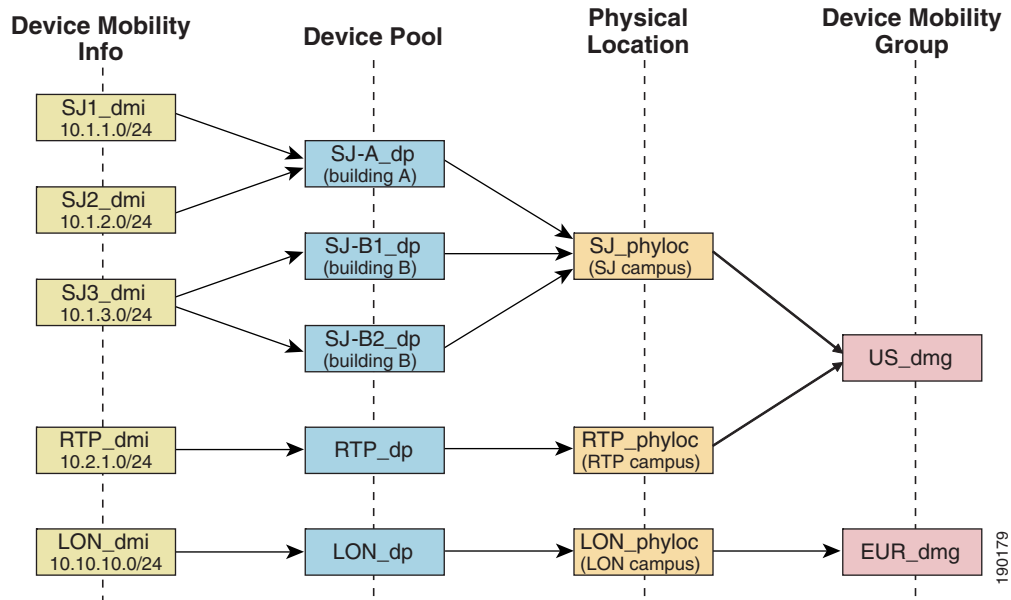 Device Mobility
Info
Device Pool
Physical
Location
Device Mobility
Group
SJ1_dmi
10.1.1.0/24
SJ2_dmi
10.1.2.0/24
SJ3_dmi
10.1.3.0/24
RTP_dmi
10.2.1.0/24
LON_dmi
10.10.10.0/24
SJ-A_dp
(building A)
SJ-B1_dp
(building B)
SJ-B2_dp
(building B)
RTP_dp
LON_dp
SJ_phyloc
(SJ campus)
RTP_phyloc
(RTP campus)
LON_phyloc
(LON campus)
US_dmg
EUR_dmg
190179